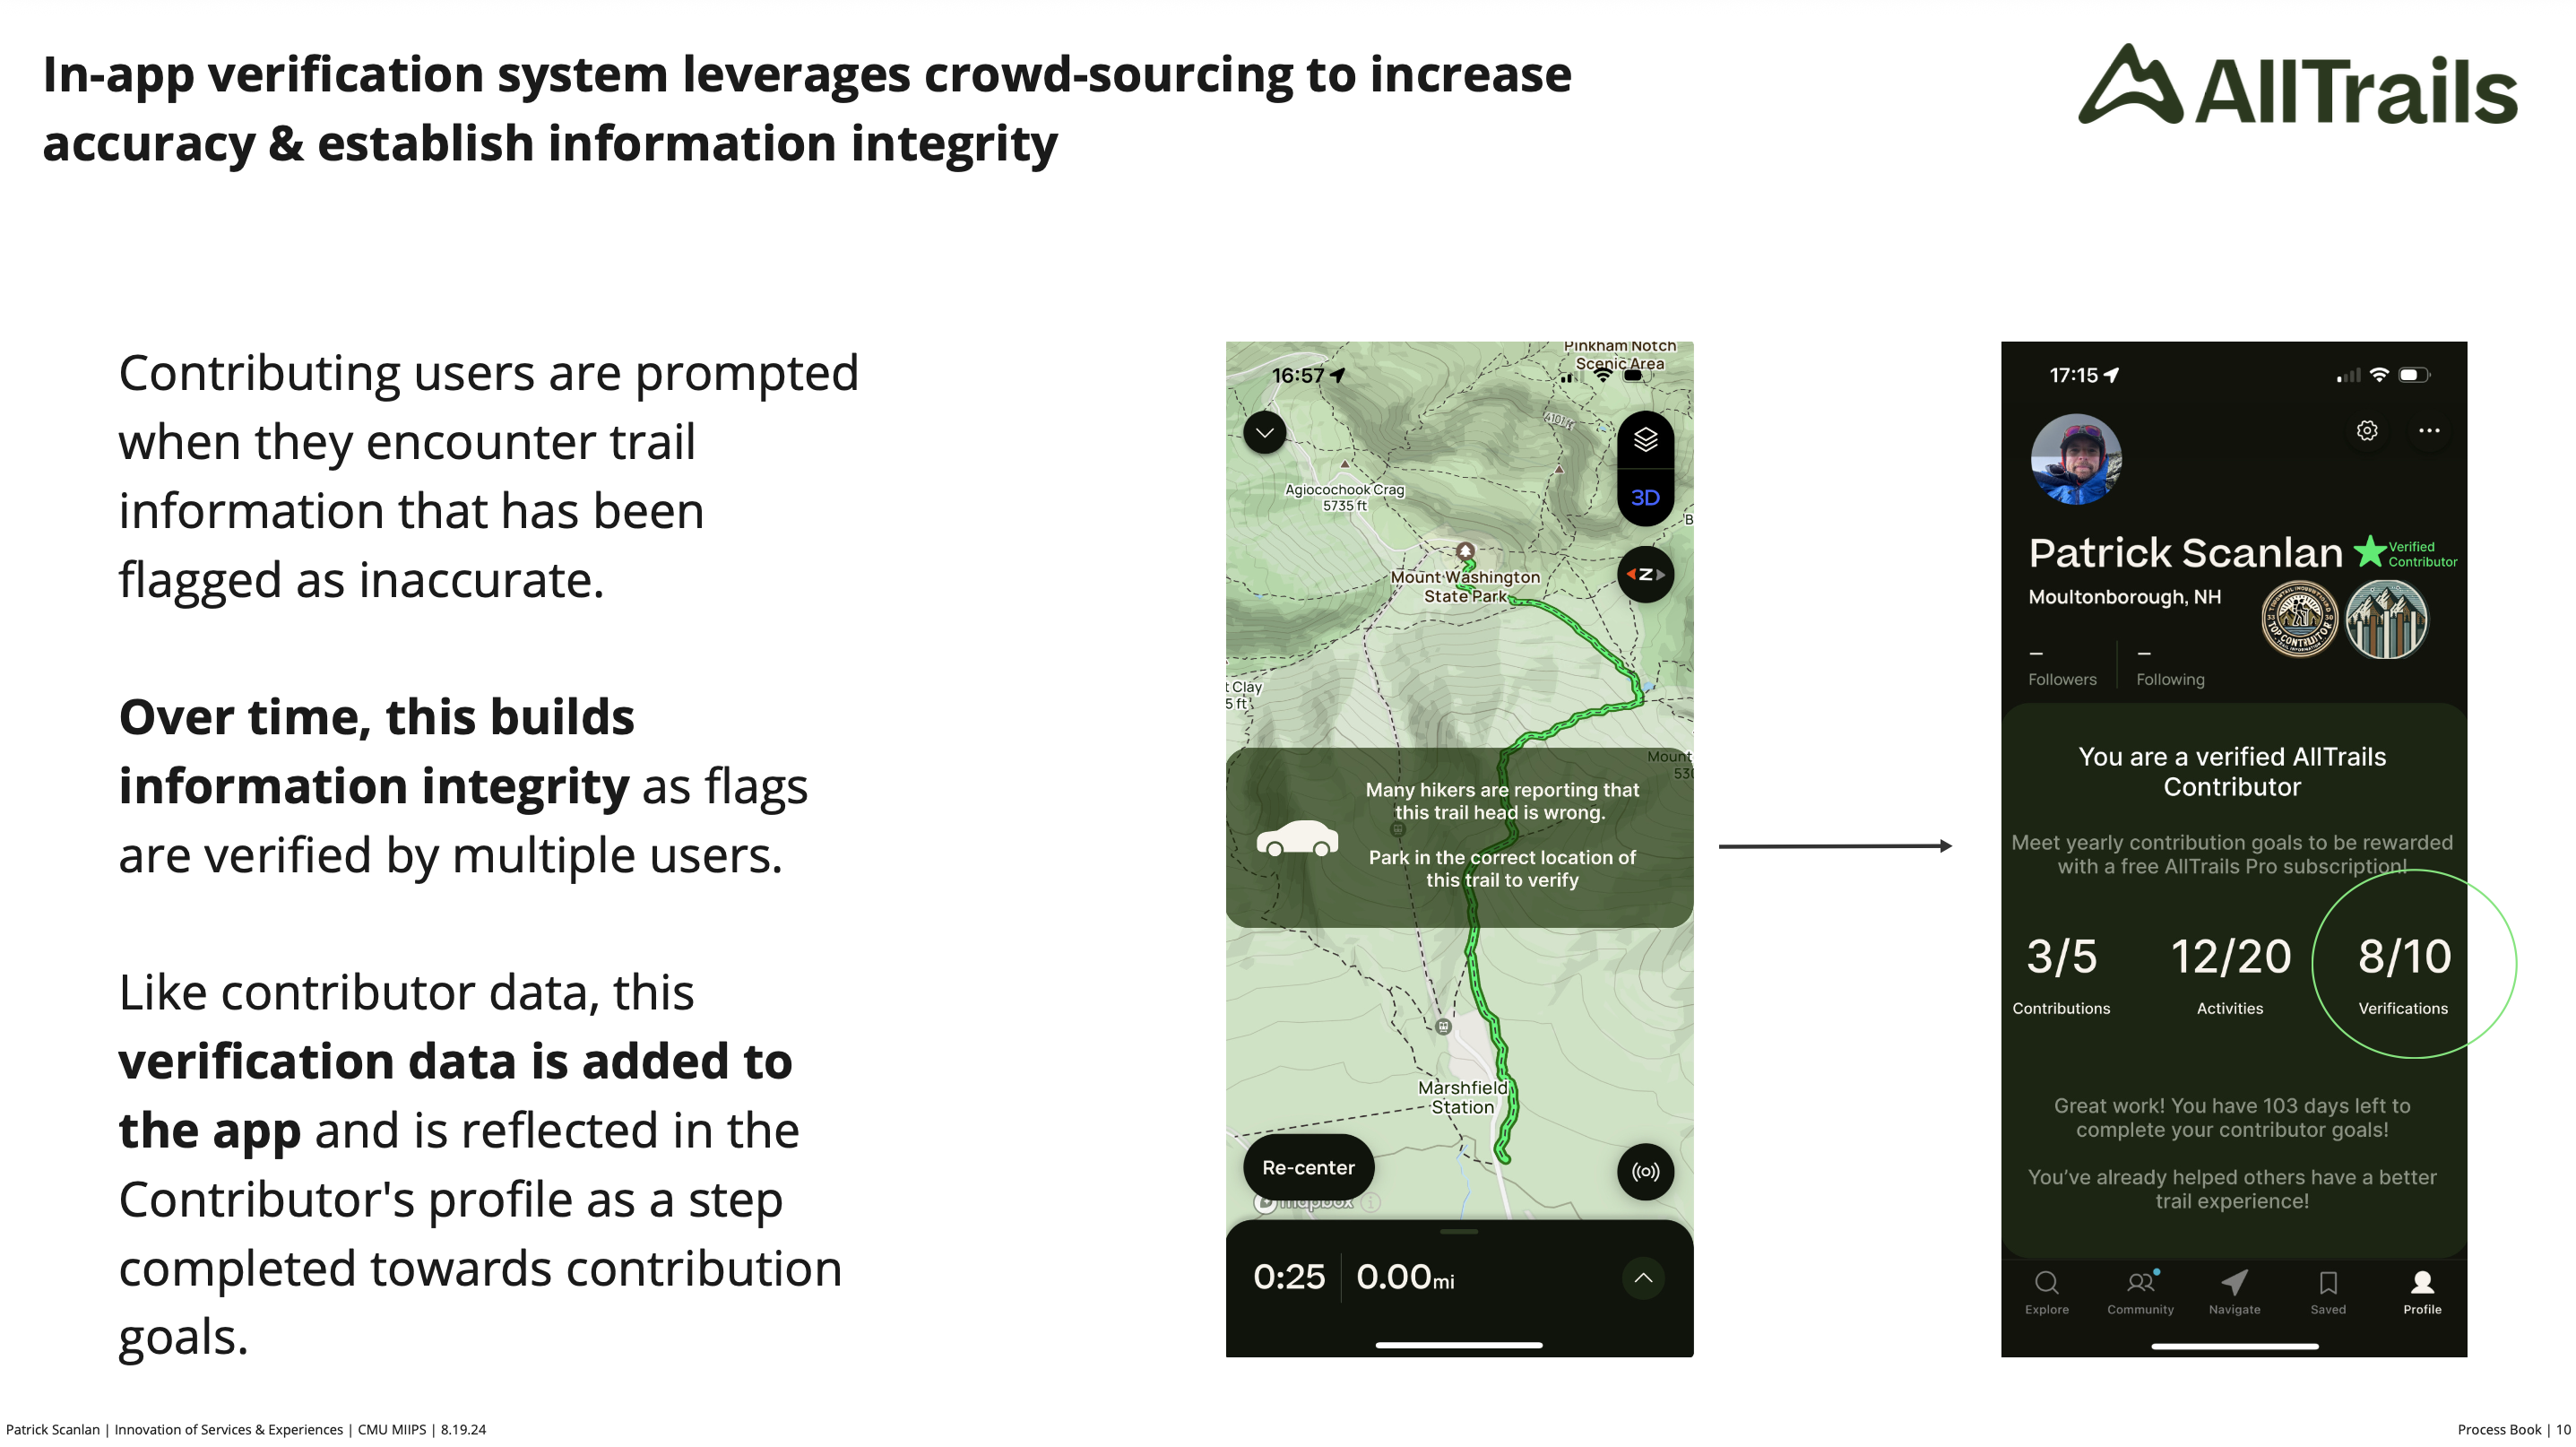 In-app verification system leverages crowd-sourcing to increase
accuracy & establish information integrity
AllTrails
Contributing users are prompted
when they encounter trail
information that has been
flagged as inaccurate.
Over time, this builds
information integrity as flags
are verified by multiple users.
Like contributor data, this
verification data is added to
the app and is reflected in the
Contributor's profile as a step
completed towards contribution
goals.
Pinkham Notch
Scenic Area
16:57
Agiocochook Crag
5735 ft
3D
B
Z
Mount Washington
State Park
t Clay
5 ft
Mount
530
Many hikers are reporting that
this trail head is wrong.
Park in the correct location of
this trail to verify
Marshfield
Station
Re-center
mapbox
0:25
0.00mi
17:15
Patrick Scanlan
Verified
Contributor
Moultonborough, NH
TOP CONTRIUTOR
–
Followers
–
Following
You are a verified AllTrails
Contributor
Meet yearly contribution goals to be rewarded
with a free AllTrails Pro subscription!
3/5
Contributions
12/20
Activities
8/10
Verifications
Great work! You have 103 days left to
complete your contributor goals!
You've already helped others have a better
trail experience!
Explore
Community
Navigate
Saved
Profile
Patrick Scanlan | Innovation of Services & Experiences | CMU MIIPS | 8.19.24
Process Book | 10